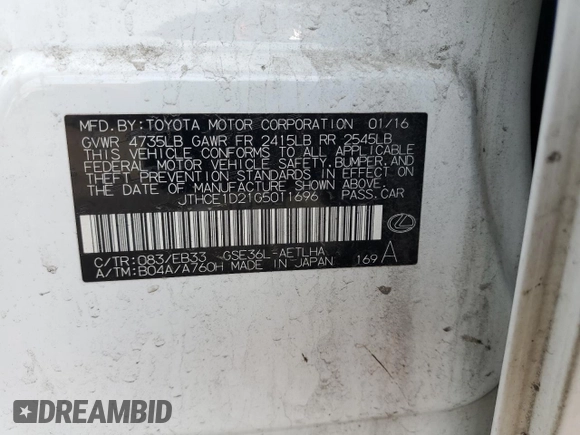 MFD. BY: TOYOTA MOTOR CORPORATION 01/16
GVWR 4735LB GAWR FR 2415LB RR 2545LB
THIS VEHICLE CONFORMS TO ALL APPLICABLE
FEDERAL MOTOR VEHICLE SAFETY, BUMPER, AND
THEFT PREVENTION STANDARDS IN EFFECT ON
THE DATE OF MANUFACTURE SHOWN ABOVE.
JTHCE1D21G5011696 PASS. CAR
C/TR: 083/EB33 GSE36L-AETLHA
A/TM: B04A/A760H MADE IN JAPAN 169 A
DREAMBID